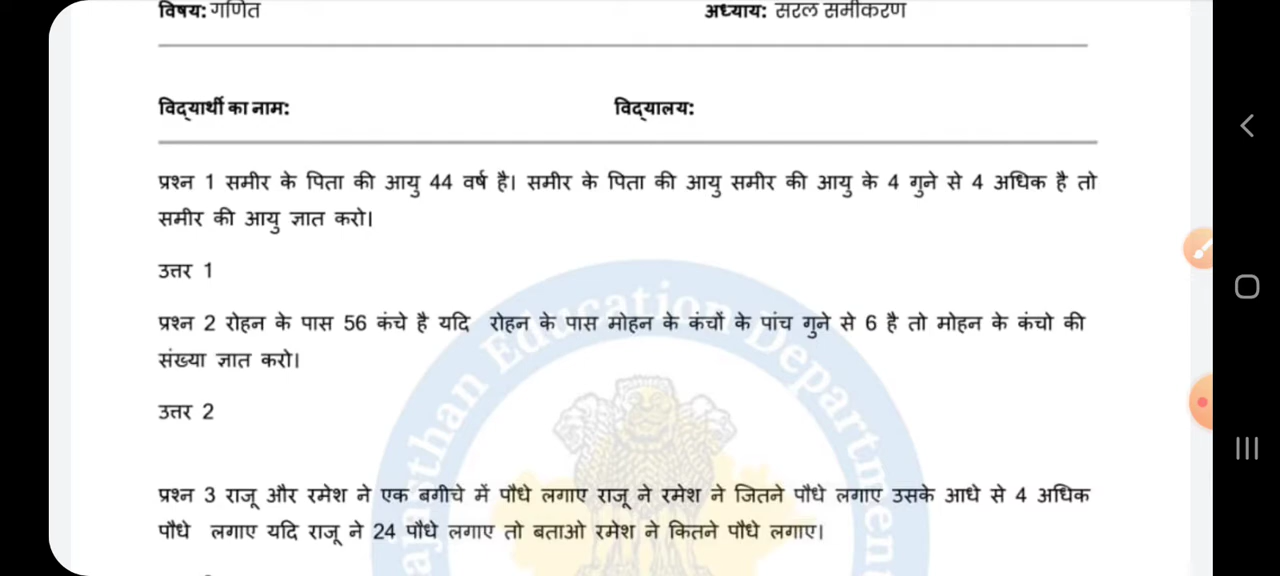 विषय: गणित अध्याय: सरल समीकरण
विद्यार्थी का नाम: विद्यालय:
प्रश्न 1 समीर के पिता की आयु 44 वर्ष है। समीर के पिता की आयु समीर की आयु के 4 गुने से 4 अधिक है तो
समीर की आयु ज्ञात करो।
उत्तर 1
प्रश्न 2 रोहन के पास 56 कंचे है यदि रोहन के पास मोहन के कंचों के पांच गुने से 6 है तो मोहन के कंचो की
संख्या ज्ञात करो।
उत्तर 2
प्रश्न 3 राजू और रमेश ने एक बगीचे में पौधे लगाए राजू ने रमेश ने जितने पौधे लगाए उसके आधे से 4 अधिक
पौधे लगाए यदि राजू ने 24 पौधे लगाए तो बताओ रमेश ने कितने पौधे लगाए।
ajasthan Education Department